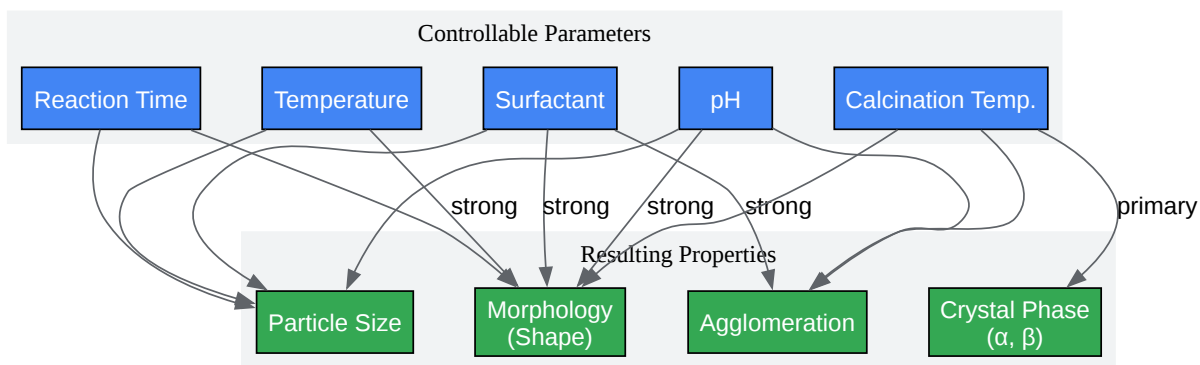 Controllable Parameters
Reaction Time
Temperature
Surfactant
pH
Calcination Temp.
strong
strong
strong
strong
primary
Resulting Properties
Particle Size
Morphology
(Shape)
Agglomeration
Crystal Phase
(α, β)